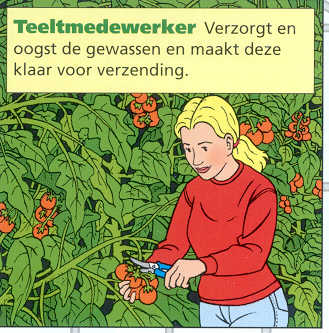 Teeltmedewerker Verzorgt en
oogst de gewassen en maakt deze
klaar voor verzending.